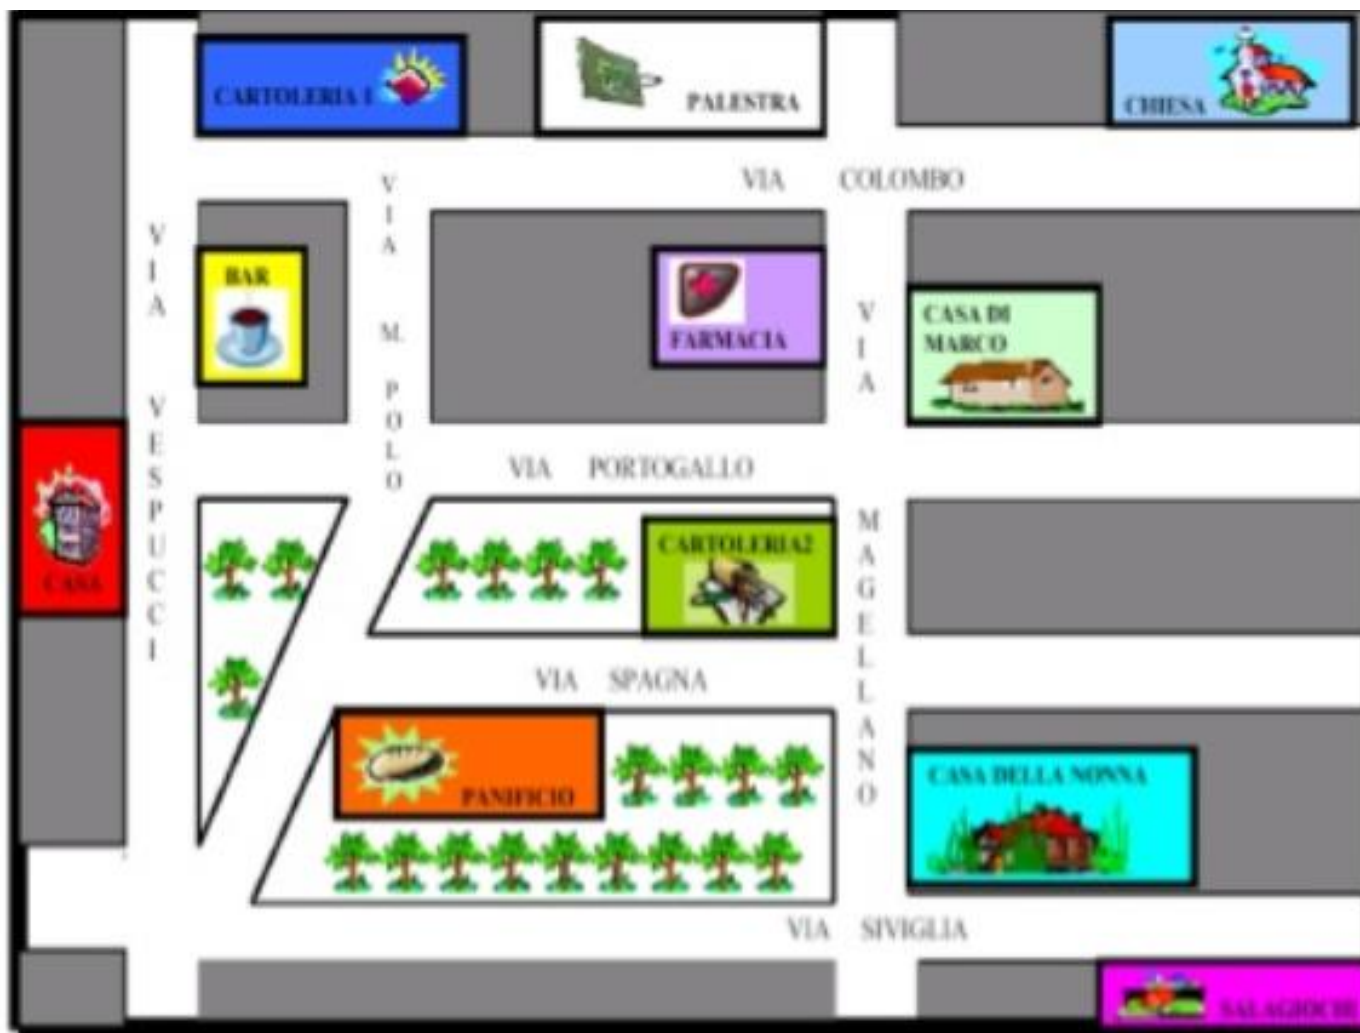 CARTOLERIA 1
PALESTRA
CHIESA
VIA COLOMBO
VIA VESPUCCI
VIA M. POLO
BAR
FARMACIA
VIA MAGELLANO
CASA DI
MARCO
VIA PORTOGALLO
CASA
CARTOLERIA2
VIA SPAGNA
PANIFICIO
CASA DELLA NONNA
VIA SIVIGLIA
SALAGIOCHI